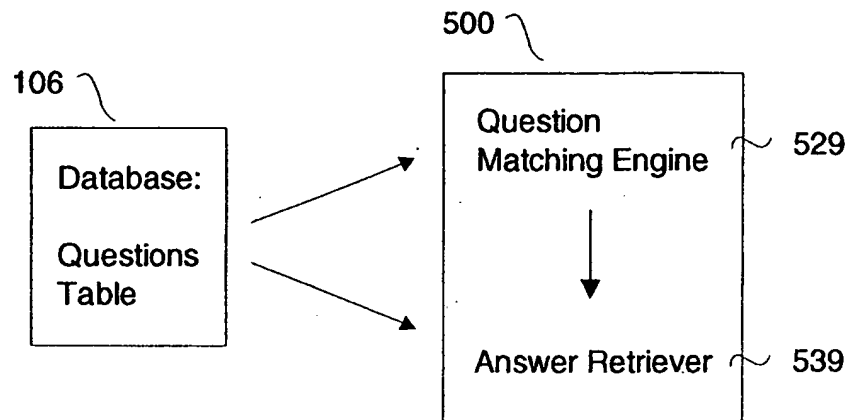 500
106
Question
Matching Engine
529
Database:
Questions
Table
Answer Retriever
539